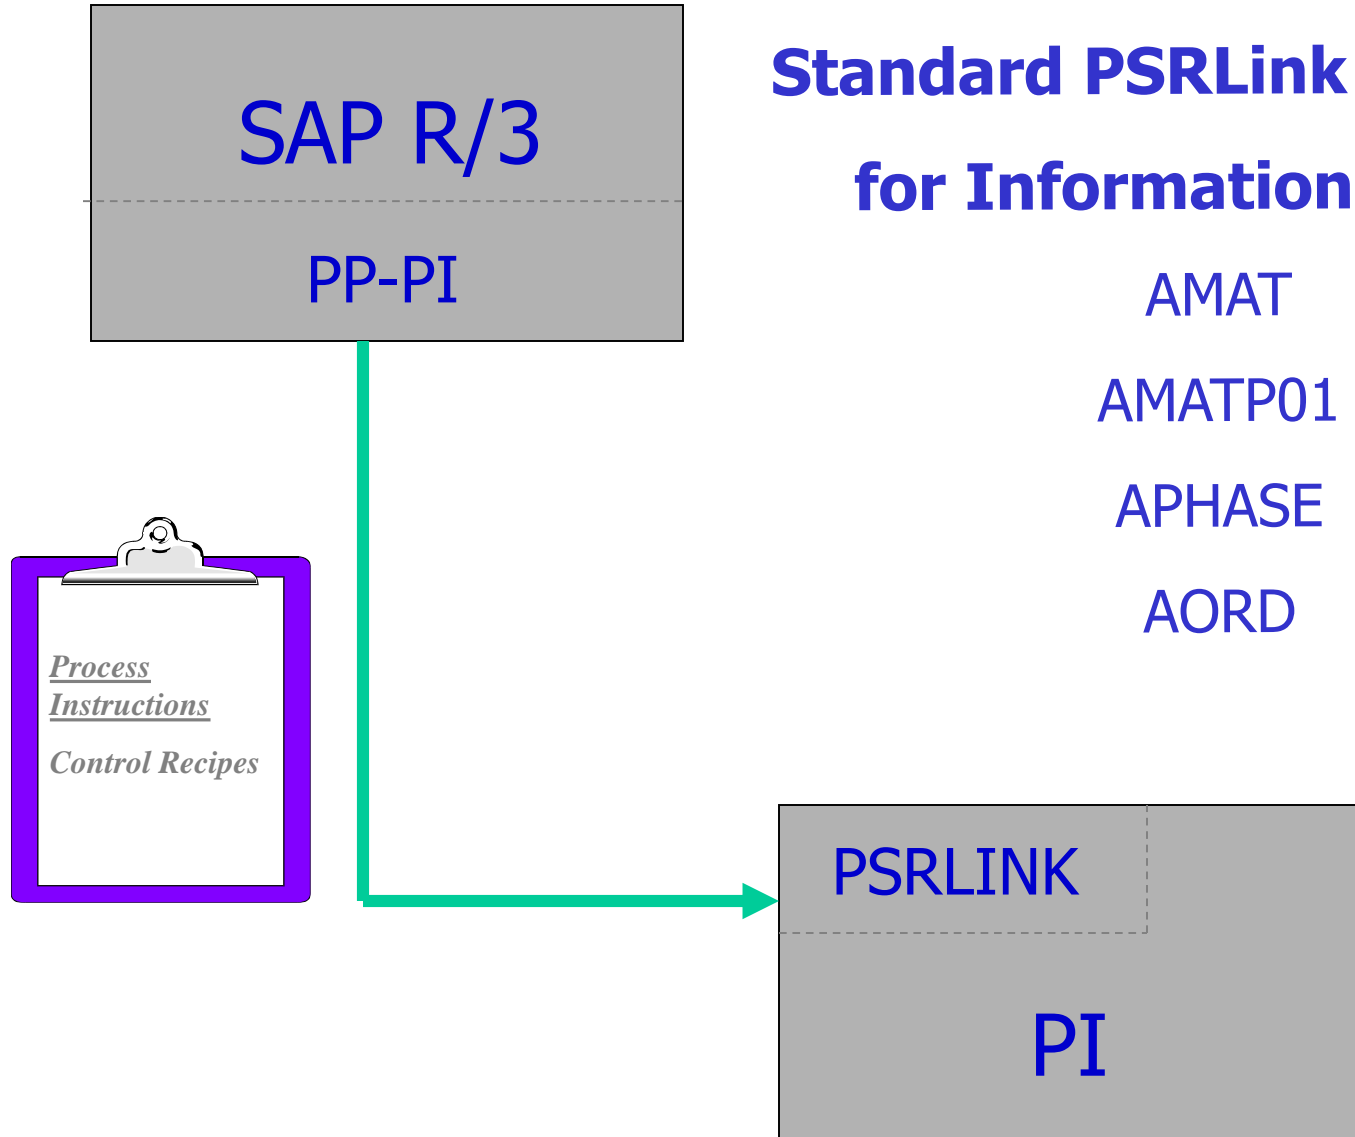 SAP R/3
PP-PI
Standard PSRLink
for Information
AMAT
AMATP01
APHASE
AORD
Process
Instructions
Control Recipes
PSRLINK
PI